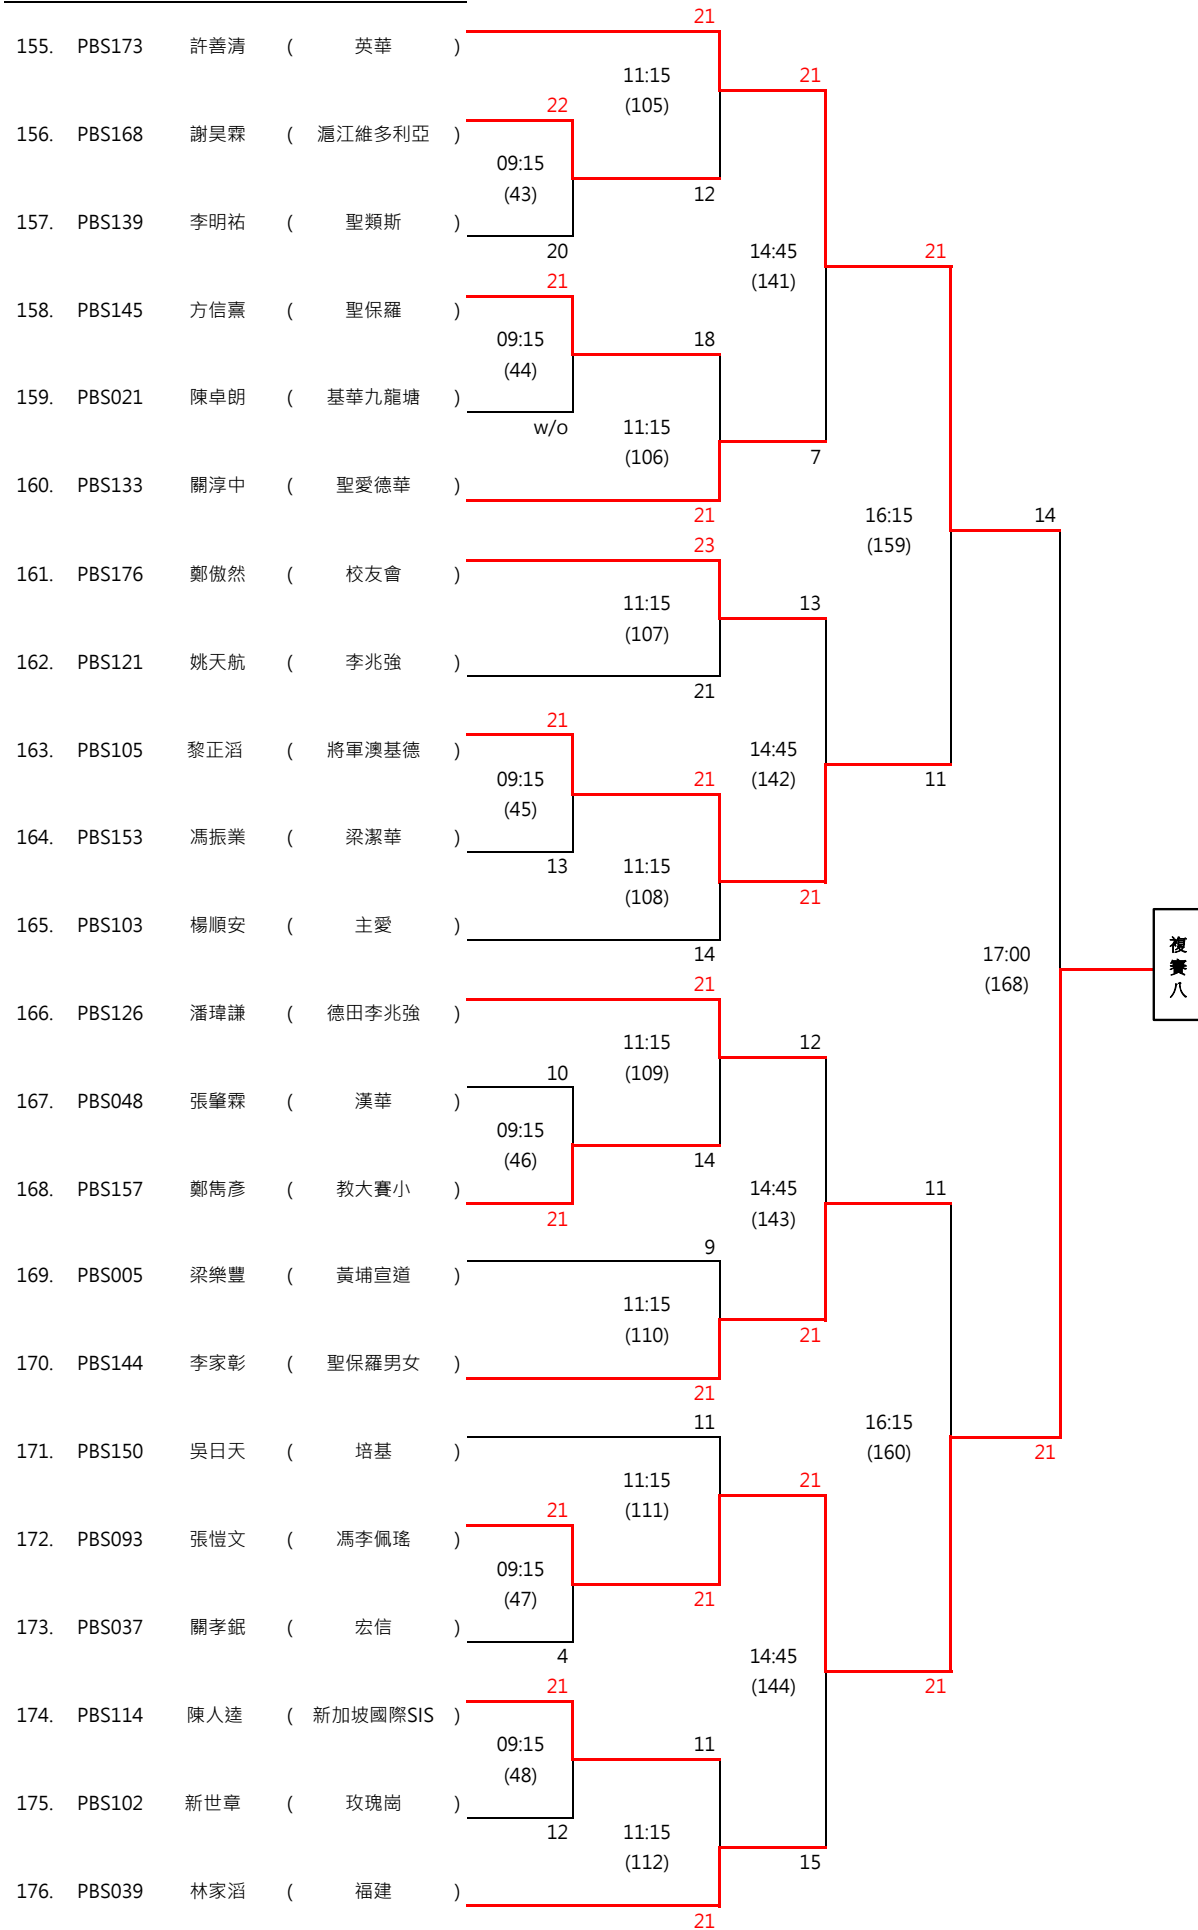 21
155. PBS173 許善清 ( 英華 )
11:15 21
22 (105)
156. PBS168 謝昊霖 ( 滬江維多利亞 )
09:15
(43) 12
157. PBS139 李明祐 ( 聖類斯 )
20 14:45 21
21 (141)
158. PBS145 方信熹 ( 聖保羅 )
09:15 18
(44)
159. PBS021 陳卓朗 ( 基華九龍塘 )
w/o 11:15
(106) 7
160. PBS133 關淳中 ( 聖愛德華 )
21 16:15 14
23 (159)
161. PBS176 鄭傲然 ( 校友會 )
11:15 13
(107)
162. PBS121 姚天航 ( 李兆強 )
21
21
163. PBS105 黎正滔 ( 將軍澳基德 ) 14:45
09:15 21 (142) 11
(45)
164. PBS153 馮振業 ( 梁潔華 )
13 11:15
(108) 21
165. PBS103 楊順安 ( 主愛 )
14 17:00
21 (168)
複賽八
166. PBS126 潘瑋謙 ( 德田李兆強 )
11:15 12
10 (109)
167. PBS048 張肇霖 ( 漢華 )
09:15
(46) 14
168. PBS157 鄭雋彥 ( 教大賽小 ) 14:45 11
21 (143)
9
169. PBS005 梁樂豐 ( 黃埔宣道 )
11:15
(110) 21
170. PBS144 李家彰 ( 聖保羅男女 )
21
11 16:15
171. PBS150 吳日天 ( 培基 ) (160) 21
11:15 21
21 (111)
172. PBS093 張愷文 ( 馮李佩瑤 )
09:15
(47) 21
173. PBS037 關孝鈱 ( 宏信 )
4 14:45
21 (144) 21
174. PBS114 陳人逹 ( 新加坡國際SIS )
09:15 11
(48)
175. PBS102 新世章 ( 玫瑰崗 )
12 11:15
(112) 15
176. PBS039 林家滔 ( 福建 )
21